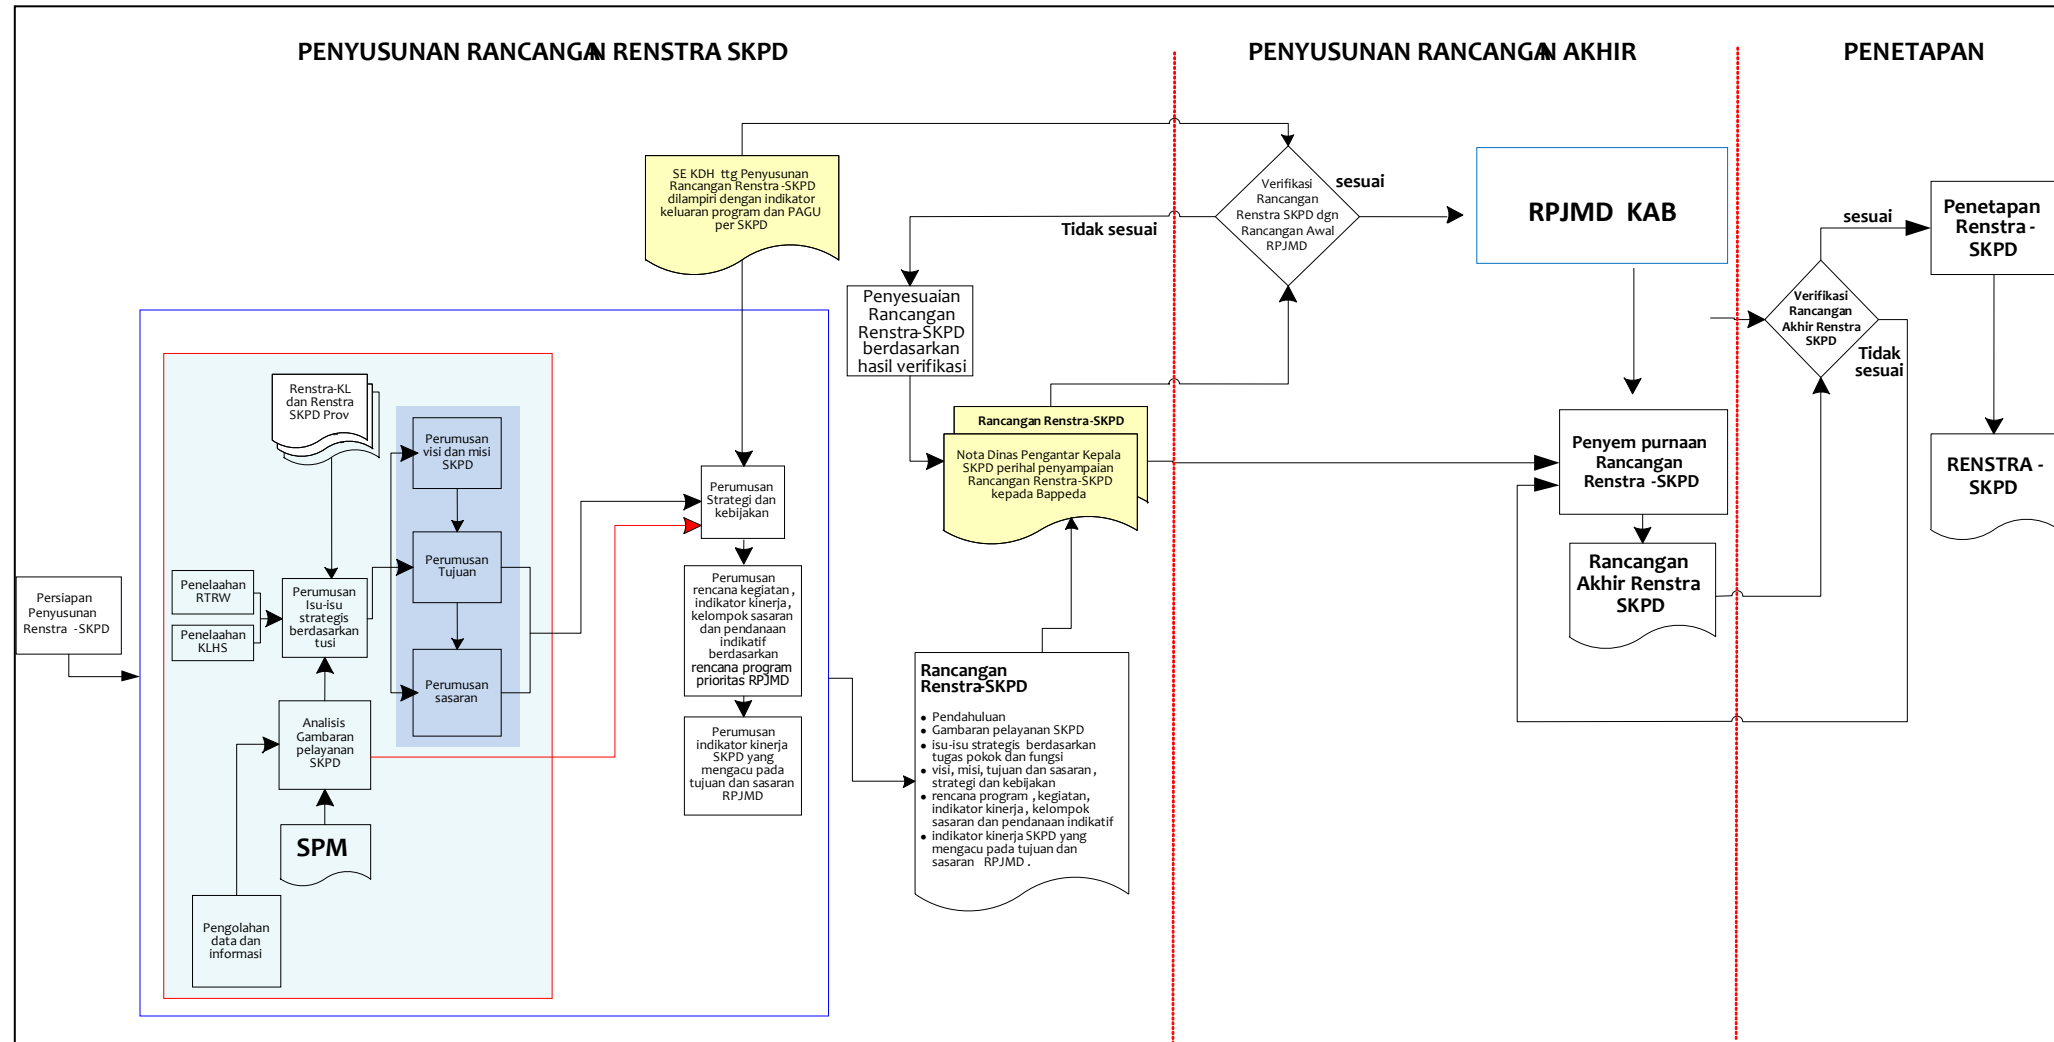 PENYUSUNAN RANCANGAN RENSTRA SKPD
PENYUSUNAN RANCANGAN AKHIR
PENETAPAN
SE KDH ttg Penyusunan
Rancangan Renstra -SKPD
dilampiri dengan indikator
keluaran program dan PAGU
per SKPD
Verifikasi
Rancangan
Renstra SKPD dgn
Rancangan Awal
RPJMD
sesuai
Tidak sesuai
RPJMD KAB
sesuai
Penetapan
Renstra -
SKPD
Penyesuaian
Rancangan
Renstra-SKPD
berdasarkan
hasil verifikasi
Verifikasi
Rancangan
Akhir Renstra
SKPD
Tidak
sesuai
Renstra-KL
dan Renstra
SKPD Prov
Perumusan
visi dan misi
SKPD
Perumusan
Strategi dan
kebijakan
Rancangan Renstra-SKPD
Nota Dinas Pengantar Kepala
SKPD perihal penyampaian
Rancangan Renstra-SKPD
kepada Bappeda
Penyem purnaan
Rancangan
Renstra -SKPD
RENSTRA -
SKPD
Persiapan
Penyusunan
Renstra -SKPD
Penelaahan
RTRW
Penelaahan
KLHS
Perumusan
Isu-isu
strategis
berdasarkan
tusi
Perumusan
Tujuan
Perumusan
rencana kegiatan ,
indikator kinerja ,
kelompok sasaran
dan pendanaan
indikatif
berdasarkan
rencana program
prioritas RPJMD
Rancangan
Akhir Renstra
SKPD
Perumusan
sasaran
Analisis
Gambaran
pelayanan
SKPD
Perumusan
indikator kinerja
SKPD yang
mengacu pada
tujuan dan sasaran
RPJMD
Rancangan
Renstra-SKPD
• Pendahuluan
• Gambaran pelayanan SKPD
• isu-isu strategis berdasarkan
tugas pokok dan fungsi
• visi, misi, tujuan dan sasaran ,
strategi dan kebijakan
• rencana program , kegiatan,
indikator kinerja , kelompok
sasaran dan pendanaan indikatif
• indikator kinerja SKPD yang
mengacu pada tujuan dan
sasaran RPJMD .
SPM
Pengolahan
data dan
informasi